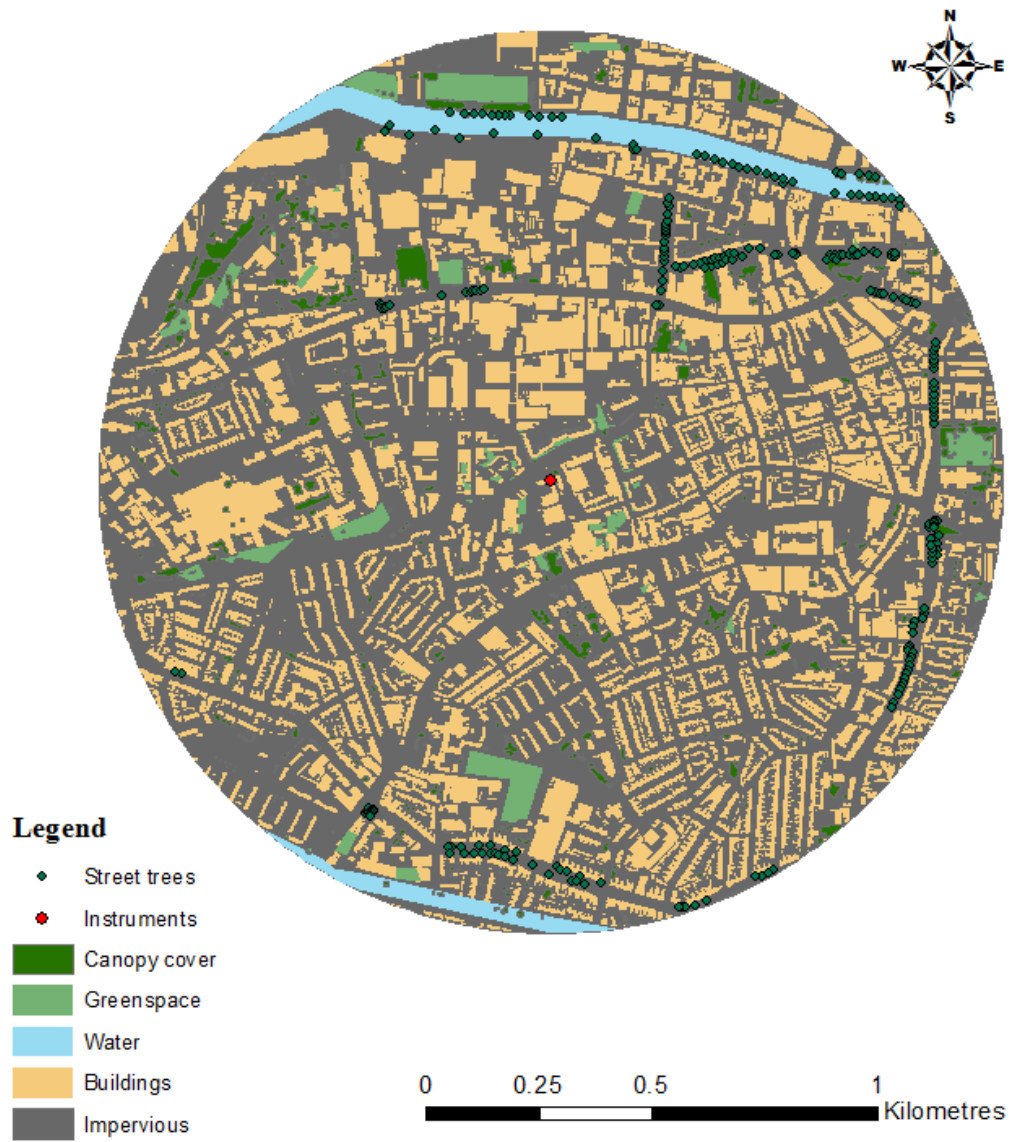 N
W E
S
Legend
Street trees
Instruments
Canopy cover
Greenspace
Water
Buildings
Impervious
0 0.25 0.5 1
Kilometres